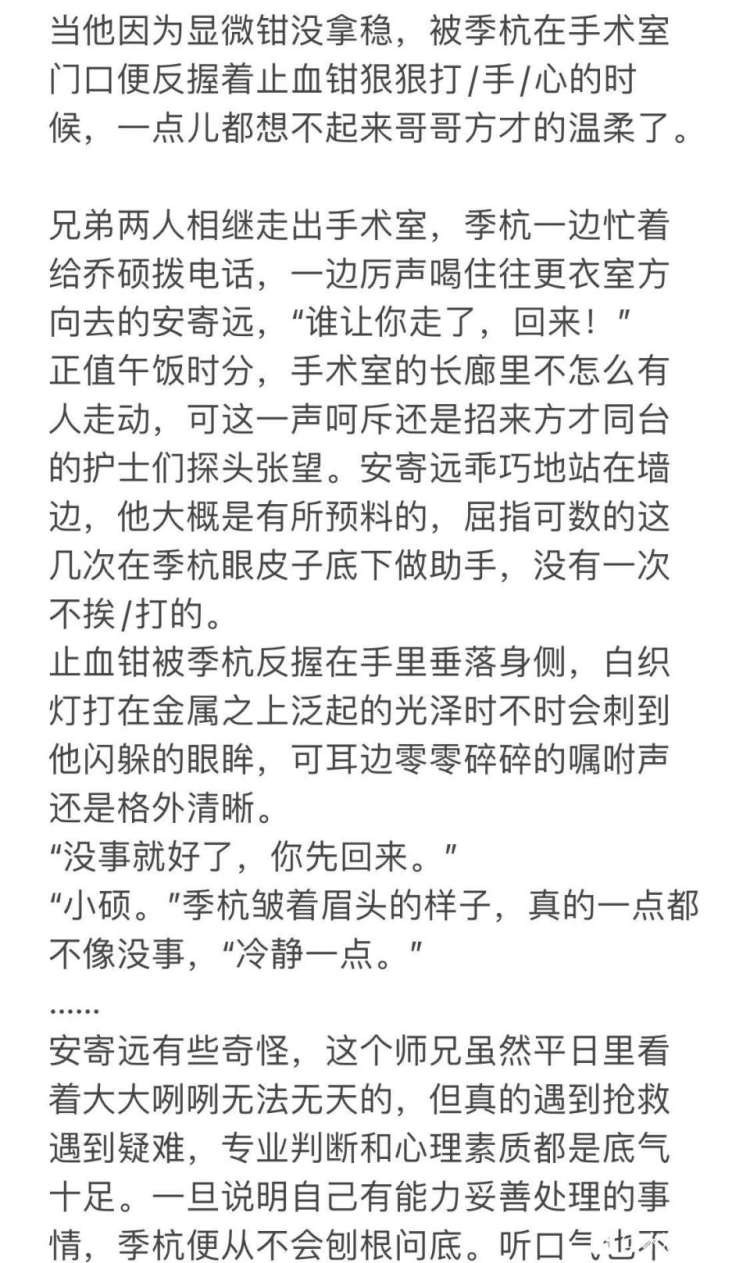 当他因为显微钳没拿稳，被季杭在手术室
门口便反握着止血钳狠狠打/手/心的时
候，一点儿都想不起来哥哥方才的温柔了。
兄弟两人相继走出手术室，季杭一边忙着
给乔硕拨电话，一边厉声喝住往更衣室方
向去的安寄远，“谁让你走了，回来！”
正值午饭时分，手术室的长廊里不怎么有
人走动，可这一声呵斥还是招来方才同台
的护士们探头张望。安寄远乖巧地站在墙
边，他大概是有所预料的，屈指可数的这
几次在季杭眼皮子底下做助手，没有一次
不挨/打的。
止血钳被季杭反握在手里垂落身侧，白织
灯打在金属之上泛起的光泽时不时会刺到
他闪躲的眼眸，可耳边零零碎碎的嘱咐声
还是格外清晰。
“没事就好了，你先回来。”
“小硕。”季杭皱着眉头的样子，真的一点都
不像没事，“冷静一点。”
......
安寄远有些奇怪，这个师兄虽然平日里看
着大大咧咧无法无天的，但真的遇到抢救
遇到疑难，专业判断和心理素质都是底气
十足。一旦说明自己有能力妥善处理的事
情，季杭便从不会刨根问底。听口气也不